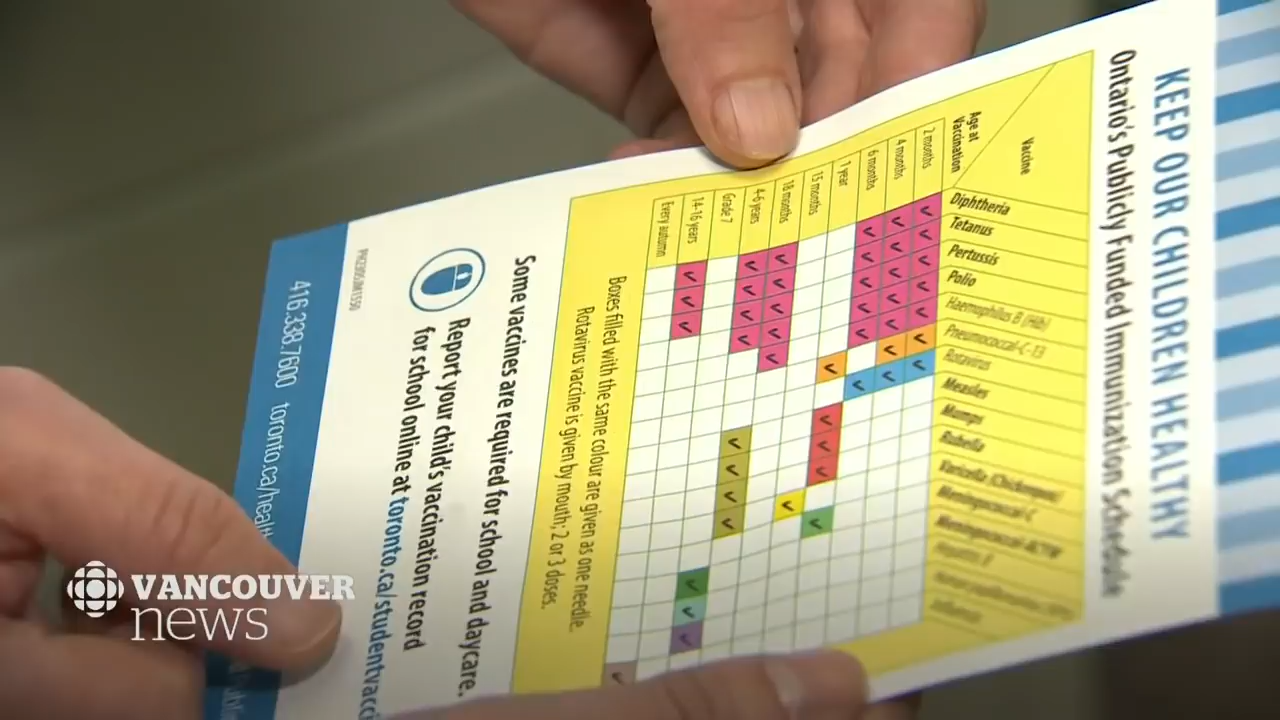 KEEP OUR CHILDREN HEALTHY
Ontario's Publicly Funded Immunization Schedule
Vaccine
Age at
Vaccination
Diphtheria
Tetanus
Pertussis
Polio
Haemophilus B (Hib)
Pneumococcal-C-13
Rotavirus
Measles
Mumps
Rubella
Varicella (Chickenpox)
Meningococcal C
Meningococcal-ACYW
2 months
4 months
6 months
1 year
15 months
18 months
4-6 years
Grade 7
14-16 years
Every autumn
Boxes filled with the same colour are given as one needle.
Rotavirus vaccine is given by mouth; 2 or 3 doses.
Some vaccines are required for school and daycare.
Report your child's vaccination record
for school online at toronto.ca/studentvacci
416.338.7600 toronto.ca/health
VANCOUVER
news